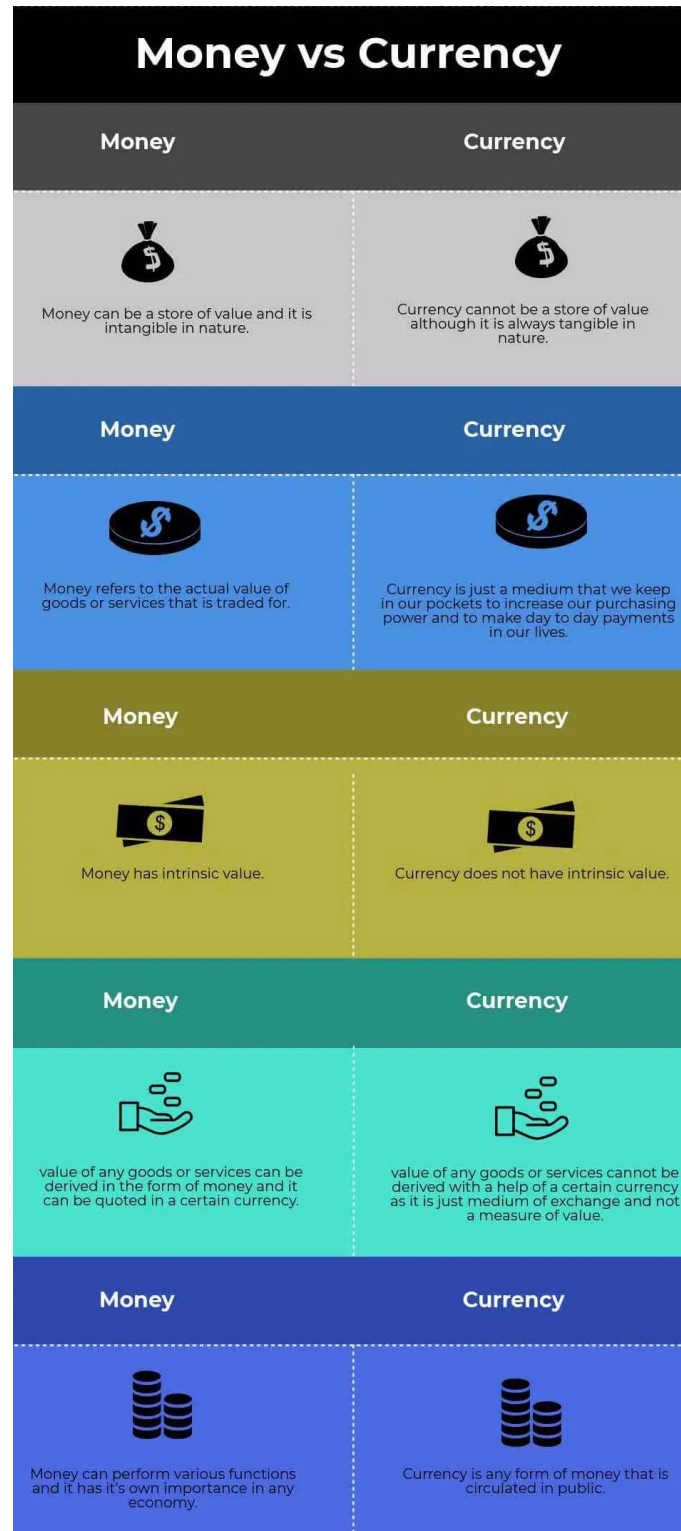 Money vs Currency
Money
Currency
$
$
Money can be a store of value and it is
intangible in nature.
Currency cannot be a store of value
although it is always tangible in
nature.
Money
Currency
$
$
Money refers to the actual value of
goods or services that is traded for.
Currency is just a medium that we keep
in our pockets to increase our purchasing
power and to make day to day payments
in our lives.
Money
Currency
$
$
Money has intrinsic value.
Currency does not have intrinsic value.
Money
Currency
value of any goods or services can be
derived in the form of money and it
can be quoted in a certain currency.
value of any goods or services cannot be
derived with a help of a certain currency
as it is just medium of exchange and not
a measure of value.
Money
Currency
Money can perform various functions
and it has it's own importance in any
economy.
Currency is any form of money that is
circulated in public.